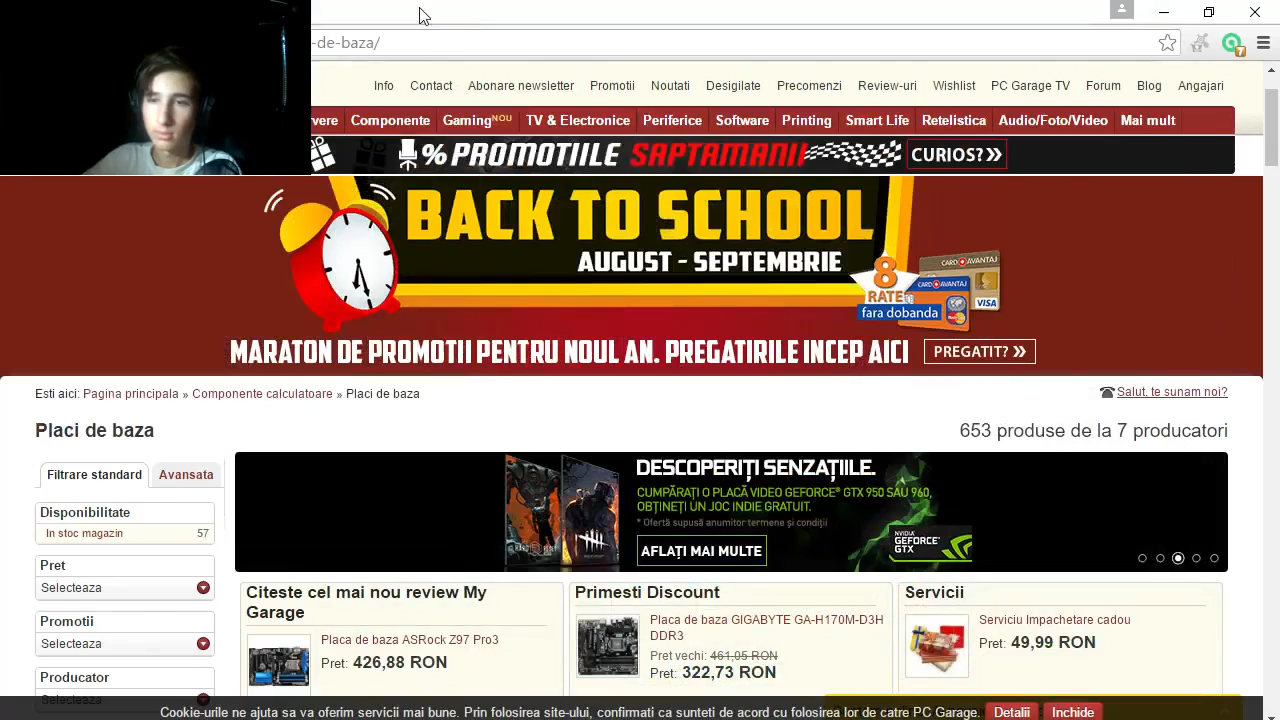 -de-baza/
Info Contact Abonare newsletter Promotii Noutati Desigilate Precomenzi Review-uri Wishlist PC Garage TV Forum Blog Angajari
vere Componente Gaming NOU TV & Electronice Periferice Software Printing Smart Life Retelistica Audio/Foto/Video Mai mult
% PROMOTIILE SAPTAMANII CURIOS? »
BACK TO SCHOOL
AUGUST - SEPTEMBRIE
CARD AVANTAJ
CARD AVANTAJ
VISA
8
RATE
fara dobanda
MARATON DE PROMOTII PENTRU NOUL AN. PREGATIRILE INCEP AICI PREGATIT? »
Esti aici: Pagina principala » Componente calculatoare » Placi de baza
Salut, te sunam noi?
Placi de baza
653 produse de la 7 producatori
Filtrare standard Avansata
Disponibilitate
In stoc magazin 57
Pret
Selecteaza
Promotii
Selecteaza
Producator
Selecteaza
DESCOPERIȚI SENZAȚIILE.
CUMPĂRAȚI O PLACĂ VIDEO GEFORCE® GTX 950 SAU 960,
OBȚINEȚI UN JOC INDIE GRATUIT.
* Ofertă supusă anumitor termene și condiții
AFLAȚI MAI MULTE
NVIDIA
GEFORCE
GTX
Citeste cel mai nou review My
Garage
Placa de baza ASRock Z97 Pro3
Pret: 426,88 RON
Primesti Discount
Placa de baza GIGABYTE GA-H170M-D3H
DDR3
Pret vechi: 461,05 RON
Pret: 322,73 RON
Servicii
Serviciu Impachetare cadou
Pret: 49,99 RON
Cookie-urile ne ajuta sa va oferim servicii mai bune. Prin folosirea site-ului, confirmati ca sunteti de acord cu folosirea lor de catre PC Garage. Detalii Inchide